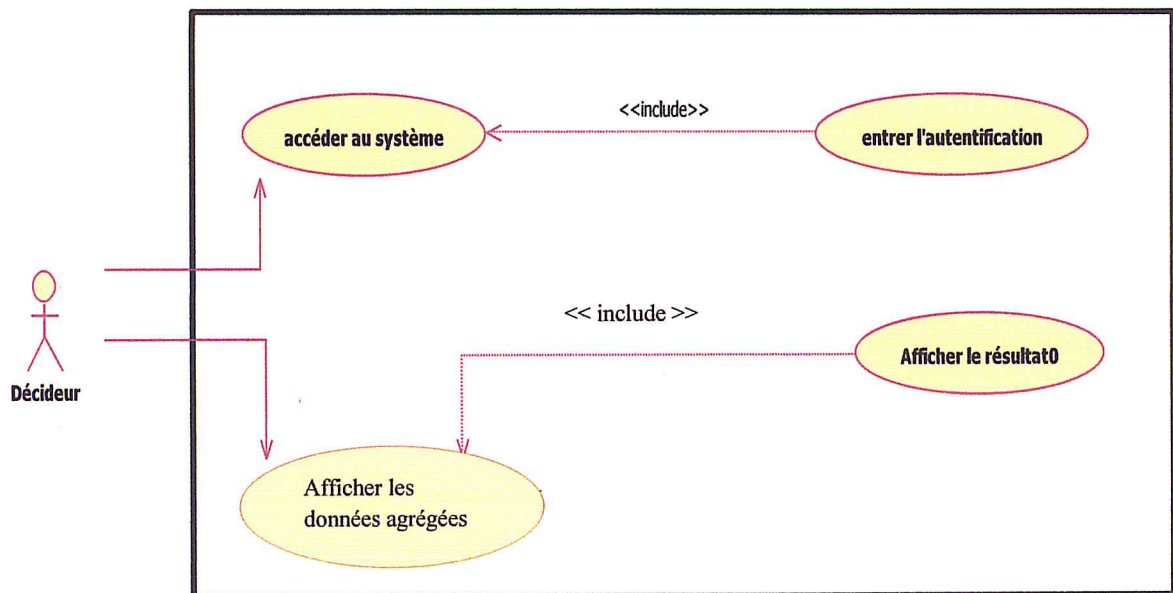 <<include>>
accéder au système
entrer l'autentification
<< include >>
Afficher le résultat0
Décideur
Afficher les
données agrégées